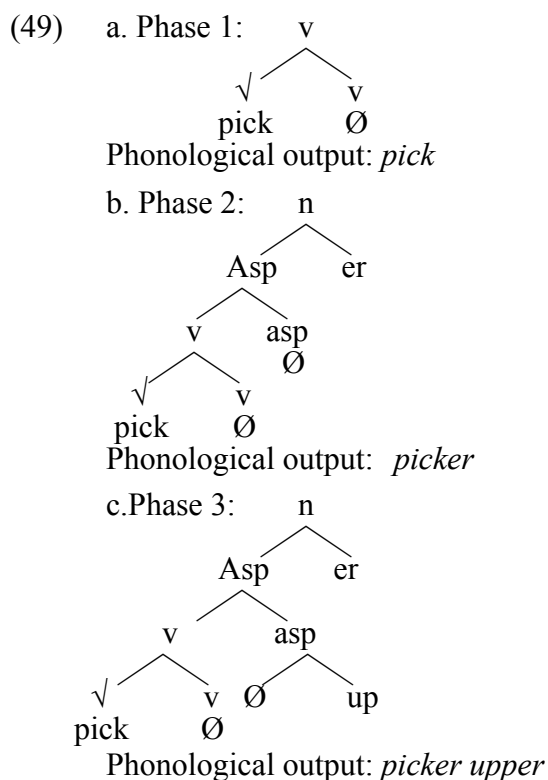 (49) a. Phase 1: v
√ v
pick Ø
Phonological output: pick
b. Phase 2: n
Asp er
v asp
Ø
√ v
pick Ø
Phonological output: picker
c.Phase 3: n
Asp er
v asp
√ v Ø up
pick Ø
Phonological output: picker upper